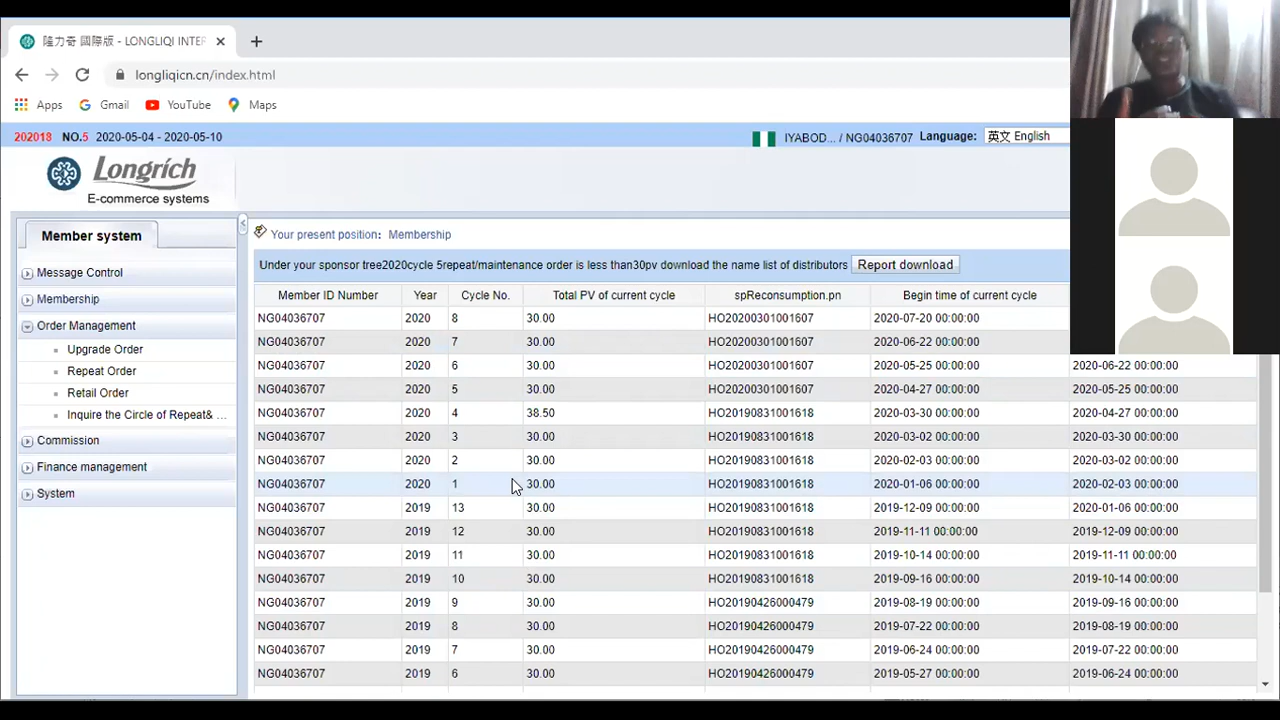 隆力奇 國際版 - LONGLIQI INTER
longliqicn.cn/index.html
Apps Gmail YouTube Maps
202018 NO.5 2020-05-04 - 2020-05-10 IYABOD... / NG04036707 Language: 英文 English
Longrích
E-commerce systems
Member system
Message Control
Membership
Order Management
Upgrade Order
Repeat Order
Retail Order
Inquire the Circle of Repeat& ...
Commission
Finance management
System
Your present position: Membership
Under your sponsor tree2020cycle 5repeat/maintenance order is less than30pv download the name list of distributors Report download
Member ID Number Year Cycle No. Total PV of current cycle spReconsumption.pn Begin time of current cycle
NG04036707 2020 8 30.00 HO20200301001607 2020-07-20 00:00:00
NG04036707 2020 7 30.00 HO20200301001607 2020-06-22 00:00:00
NG04036707 2020 6 30.00 HO20200301001607 2020-05-25 00:00:00 2020-06-22 00:00:00
NG04036707 2020 5 30.00 HO20200301001607 2020-04-27 00:00:00 2020-05-25 00:00:00
NG04036707 2020 4 38.50 HO20190831001618 2020-03-30 00:00:00 2020-04-27 00:00:00
NG04036707 2020 3 30.00 HO20190831001618 2020-03-02 00:00:00 2020-03-30 00:00:00
NG04036707 2020 2 30.00 HO20190831001618 2020-02-03 00:00:00 2020-03-02 00:00:00
NG04036707 2020 1 30.00 HO20190831001618 2020-01-06 00:00:00 2020-02-03 00:00:00
NG04036707 2019 13 30.00 HO20190831001618 2019-12-09 00:00:00 2020-01-06 00:00:00
NG04036707 2019 12 30.00 HO20190831001618 2019-11-11 00:00:00 2019-12-09 00:00:00
NG04036707 2019 11 30.00 HO20190831001618 2019-10-14 00:00:00 2019-11-11 00:00:00
NG04036707 2019 10 30.00 HO20190831001618 2019-09-16 00:00:00 2019-10-14 00:00:00
NG04036707 2019 9 30.00 HO20190426000479 2019-08-19 00:00:00 2019-09-16 00:00:00
NG04036707 2019 8 30.00 HO20190426000479 2019-07-22 00:00:00 2019-08-19 00:00:00
NG04036707 2019 7 30.00 HO20190426000479 2019-06-24 00:00:00 2019-07-22 00:00:00
NG04036707 2019 6 30.00 HO20190426000479 2019-05-27 00:00:00 2019-06-24 00:00:00